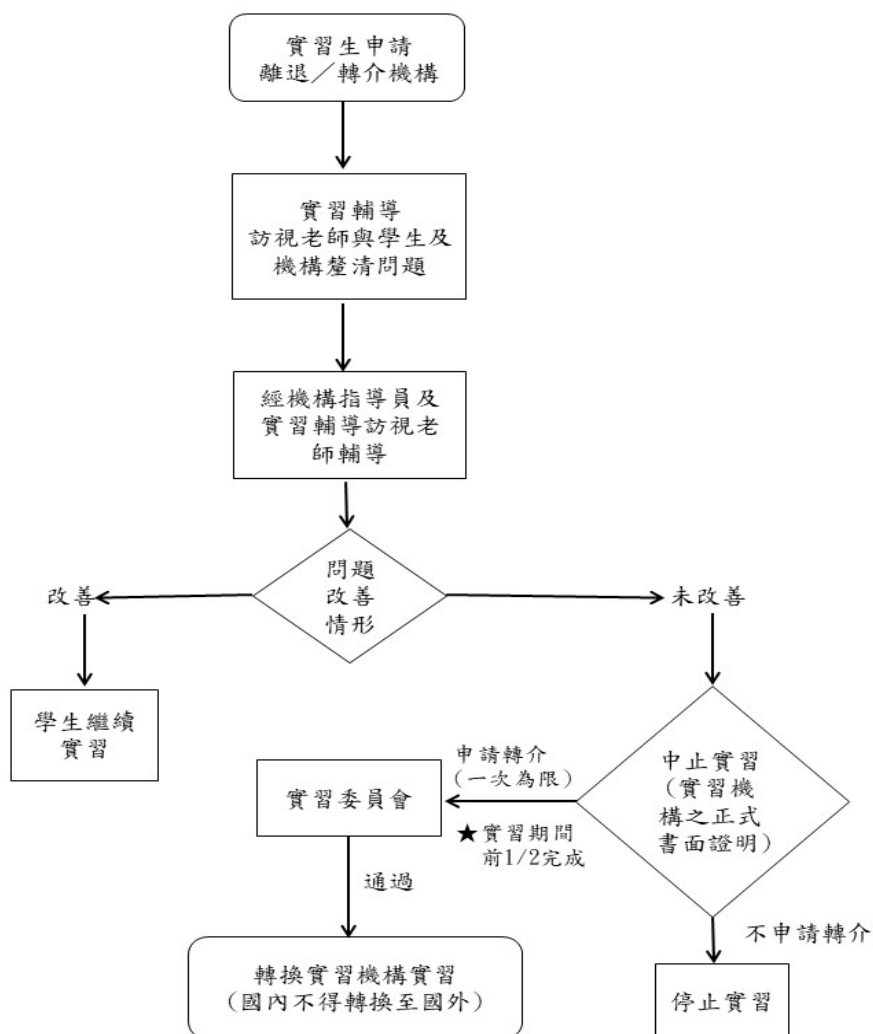 實習生申請
離退／轉介機構
實習輔導
訪視老師與學生及
機構釐清問題
經機構指導員及
實習輔導訪視老
師輔導
問題
改善
情形
改善
未改善
學生繼續
實習
中止實習
（實習機
構之正式
書面證明）
申請轉介
（一次為限）
★實習期間
前1/2完成
實習委員會
通過
不申請轉介
轉換實習機構實習
（國內不得轉換至國外）
停止實習